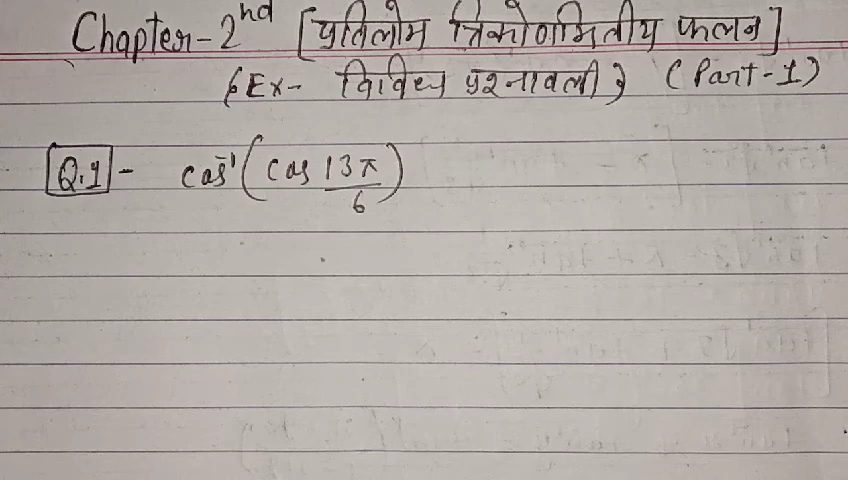 Chapter-2nd [प्रतिलोम त्रिकोणमितीय फलन]
{Ex- विविध प्रश्नावली} (Part-1)
Q.1- cos⁻¹(cos 13π/6)